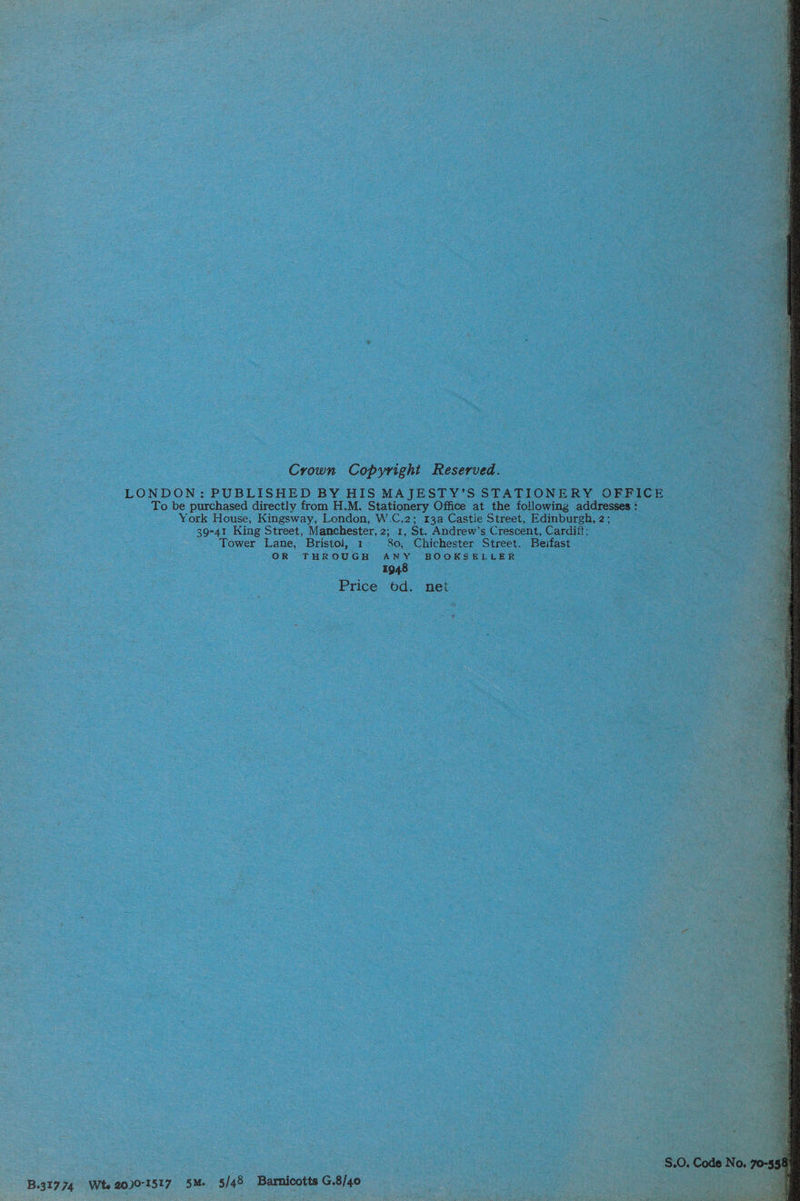 Crown Copyright Reserved.
LONDON: PUBLISHED BY HIS MAJESTY'S STATIONERY OFFICE
To be purchased directly from H.M. Stationery Office at the following addresses:
York House, Kingsway, London, W.C.2; 13a Castle Street, Edinburgh, 2;
39-41 King Street, Manchester, 2; 1, St. Andrew's Crescent, Cardiff;
Tower Lane, Bristol, 1 80, Chichester Street. Belfast
OR THROUGH ANY BOOKSELLER
1948
Price 6d. net
S.O. Code No. 70-558
B.31774 Wt. 2000-1517 5M. 5/48 Barnicotts G.8/40